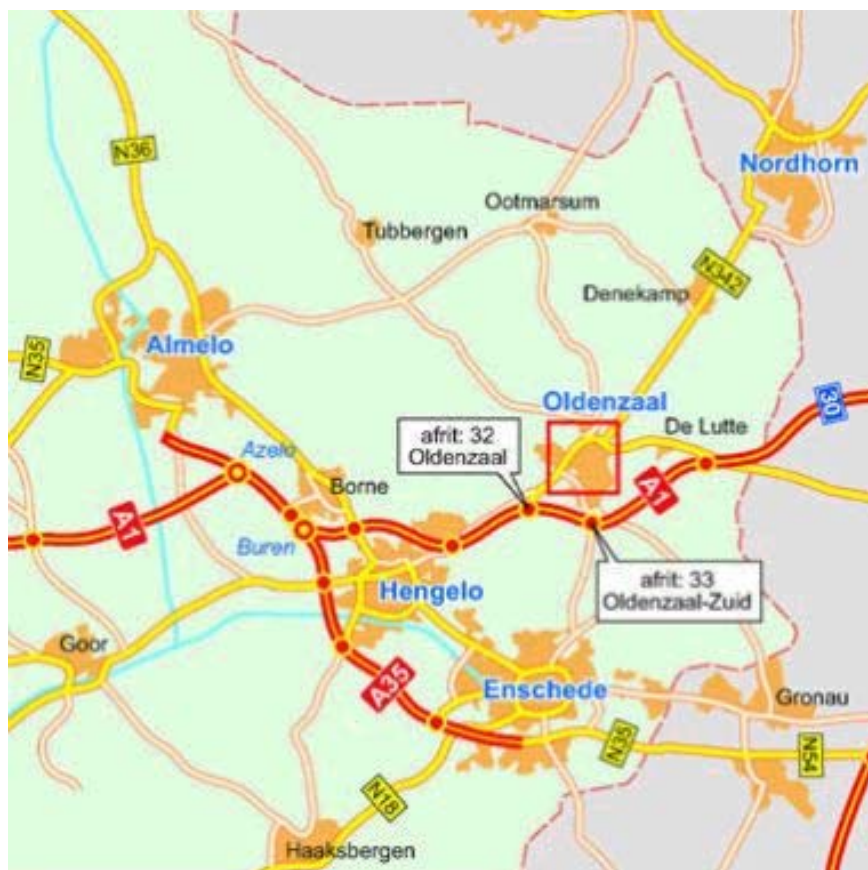 N36
Nordhorn
Ootmarsum
Tubbergen
N342
Denekamp
N35
Almelo
30
Oldenzaal
afrit: 32
Oldenzaal
De Lutte
Azelo
Borne
A1
A1
Buren
afrit: 33
Oldenzaal-Zuid
Hengelo
Goor
A35
Enschede
Gronau
N35
N54
N18
Haaksbergen